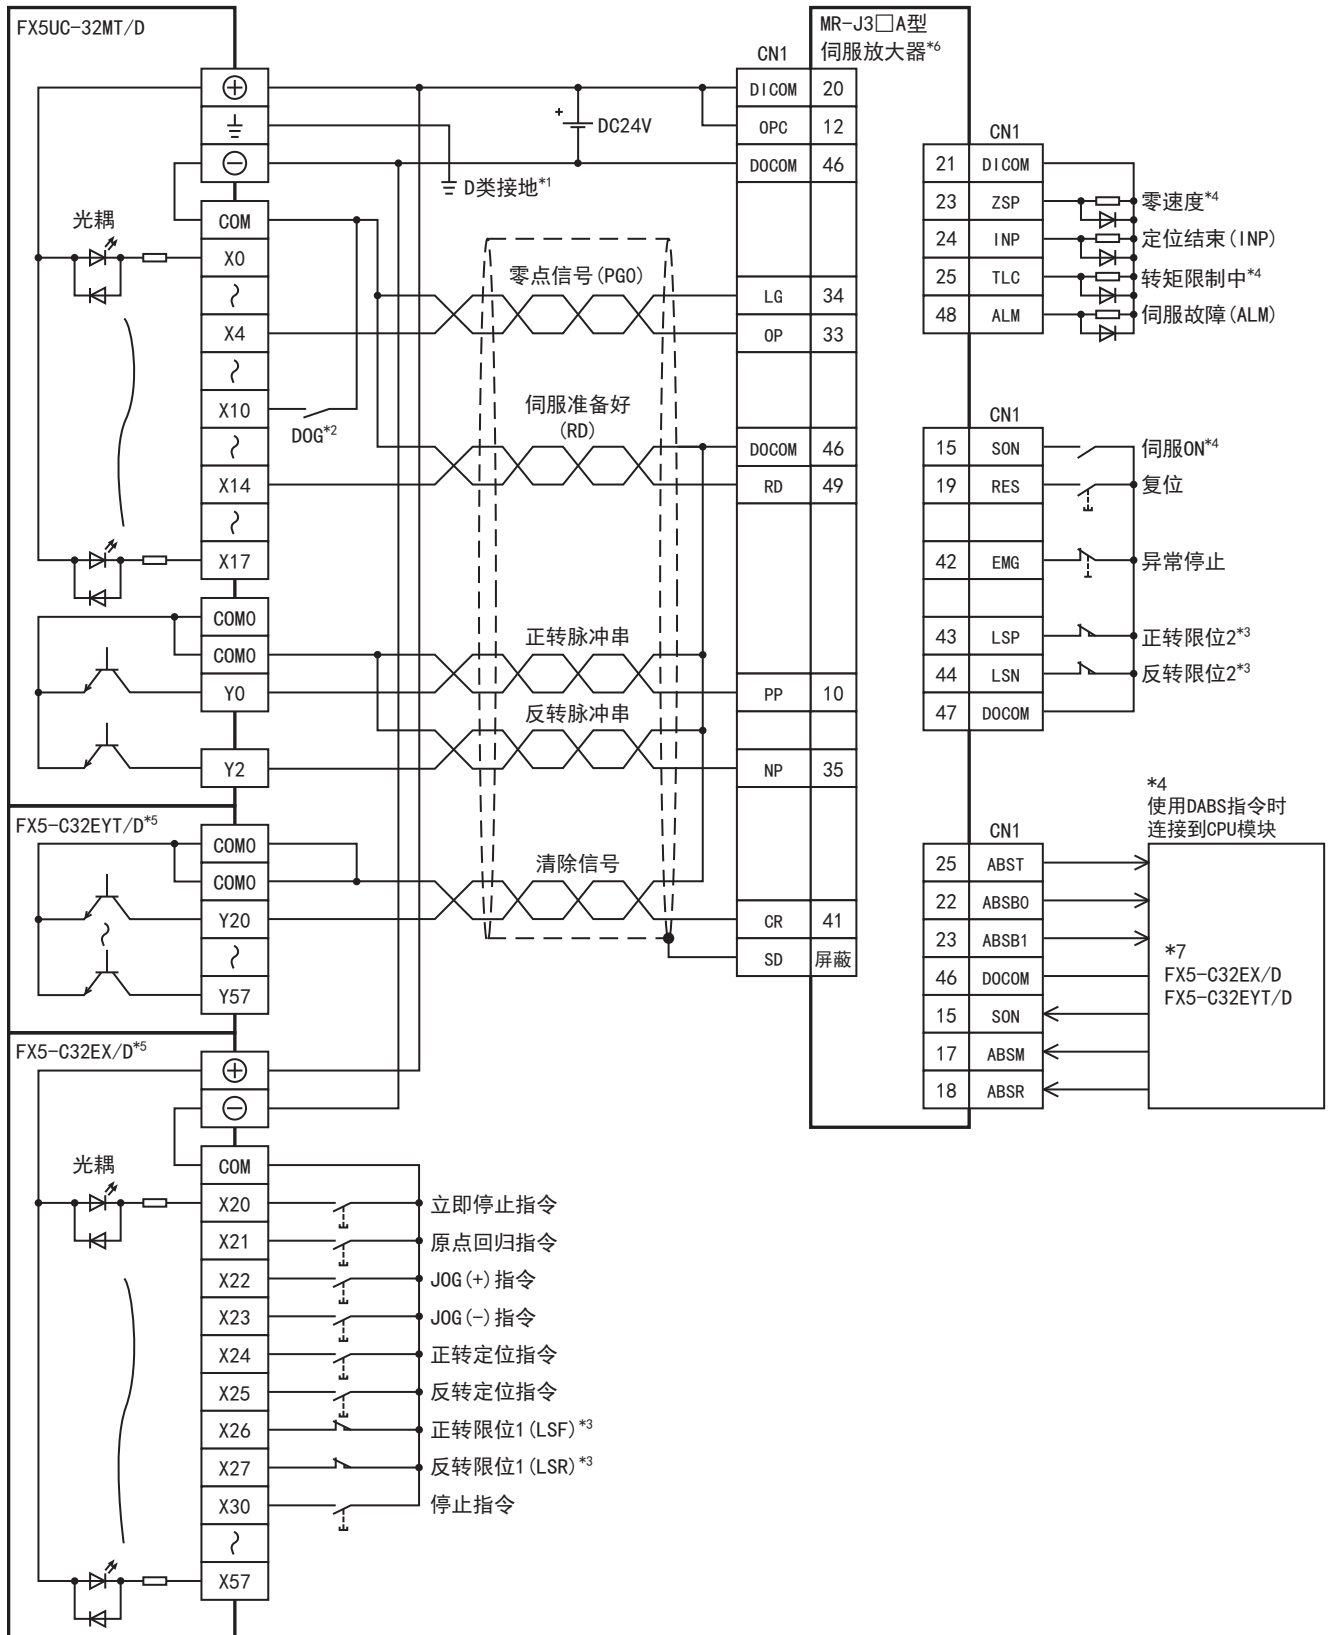 FX5UC-32MT/D
MR-J3□A型
伺服放大器*6
CN1
⊕
DICOM 20
⏚
OPC 12
+
DC24V
CN1
⊖
DOCOM 46
D类接地*1
21 DICOM
光耦
COM
23 ZSP
零速度*4
X0
24 INP
定位结束(INP)
零点信号(PG0)
25 TLC
转矩限制中*4
LG 34
48 ALM
伺服故障(ALM)
X4
OP 33
X10
DOG*2
伺服准备好
(RD)
CN1
DOCOM 46
15 SON
伺服ON*4
X14
RD 49
19 RES
复位
X17
42 EMG
异常停止
COM0
COM0
正转脉冲串
43 LSP
正转限位2*3
Y0
PP 10
44 LSN
反转限位2*3
反转脉冲串
47 DOCOM
Y2
NP 35
*4
使用DABS指令时
连接到CPU模块
FX5-C32EYT/D*5
CN1
COM0
COM0
清除信号
25 ABST
Y20
CR 41
22 ABSB0
SD 屏蔽
23 ABSB1
*7
FX5-C32EX/D
FX5-C32EYT/D
46 DOCOM
Y57
15 SON
FX5-C32EX/D*5
17 ABSM
⊕
18 ABSR
⊖
光耦
COM
X20
立即停止指令
X21
原点回归指令
X22
JOG(+)指令
X23
JOG(-)指令
X24
正转定位指令
X25
反转定位指令
X26
正转限位1(LSF)*3
X27
反转限位1(LSR)*3
X30
停止指令
X57